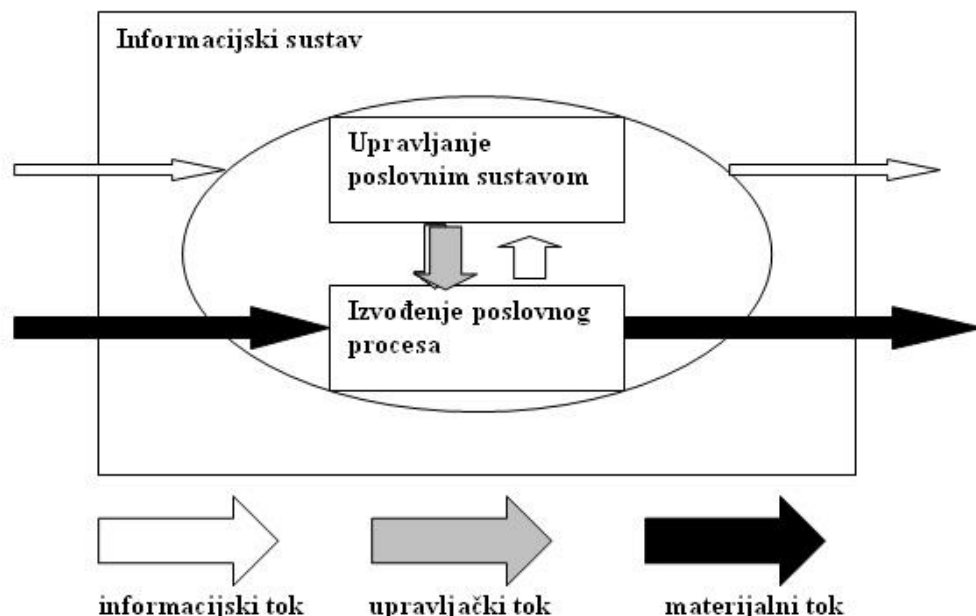 Informacijski sustav
Upravljanje
poslovnim sustavom
Izvođenje poslovnog
procesa
informacijski tok
upravljački tok
materijalni tok